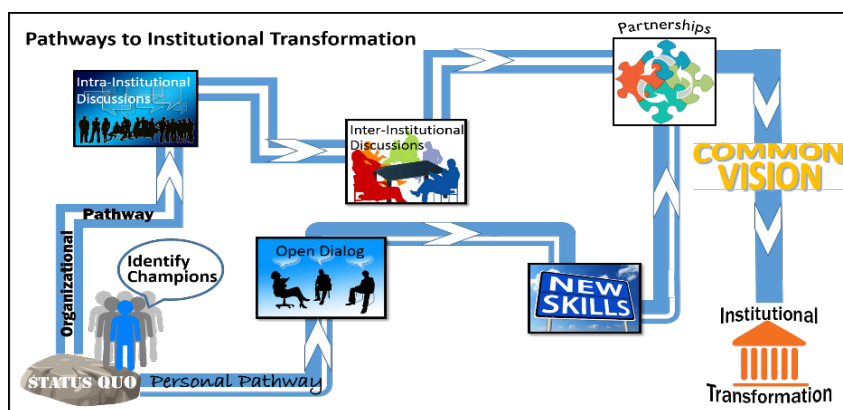 Pathways to Institutional Transformation
Partnerships
Intra-Institutional
Discussions
Inter-Institutional
Discussions
COMMON
VISION
Organizational
Pathway
Identify
Champions
Open Dialog
NEW
SKILLS
STATUS QUO
Personal Pathway
Institutional
Transformation